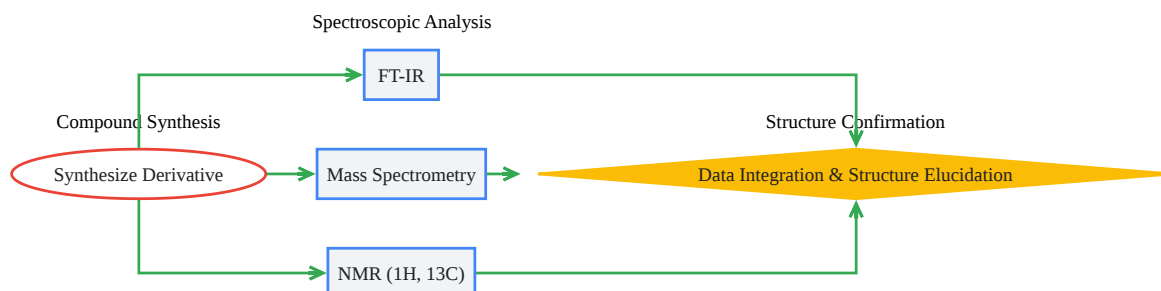 Spectroscopic Analysis
FT-IR
Compound Synthesis
Structure Confirmation
Synthesize Derivative
Mass Spectrometry
Data Integration & Structure Elucidation
NMR (1H, 13C)